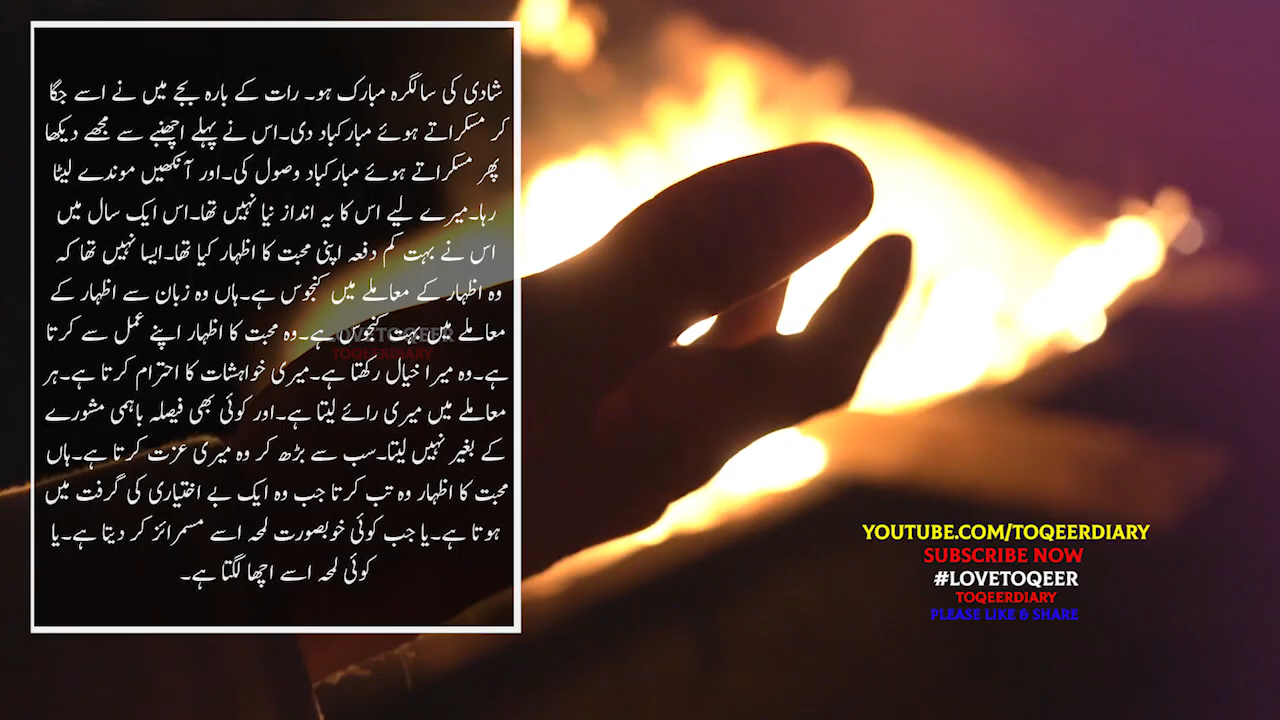 شادی کی سالگرہ مبارک ہو۔ رات کے بارہ بجے میں نے اسے جگا
کر مسکراتے ہوئے مبارکباد دی۔اس نے پہلے اچھنبے سے مجھے دیکھا
پھر مسکراتے ہوئے مبارکباد وصول کی۔اور آنکھیں موندے لیٹا
رہا۔میرے لیے اس کا یہ انداز نیا نہیں تھا۔اس ایک سال میں
اس نے بہت کم دفعہ اپنی محبت کا اظہار کیا تھا۔ایسا نہیں تھا کہ
وہ اظہار کے معاملے میں کنجوس ہے۔ہاں وہ زبان سے اظہار کے
معاملے میں بہت کنجوس ہے۔وہ محبت کا اظہار اپنے عمل سے کرتا
ہے۔وہ میرا خیال رکھتا ہے۔میری خواہشات کا احترام کرتا ہے۔ہر
معاملے میں میری رائے لیتا ہے۔اور کوئی بھی فیصلہ باہمی مشورے
کے بغیر نہیں لیتا۔سب سے بڑھ کر وہ میری عزت کرتا ہے۔ہاں
محبت کا اظہار وہ تب کرتا جب وہ ایک بے اختیاری کی گرفت میں
ہوتا ہے۔یا جب کوئی خوبصورت لمحہ اسے مسمرائز کر دیتا ہے۔یا
کوئی لمحہ اسے اچھا لگتا ہے۔
LOVETOQEER
TOQEERDIARY
YOUTUBE.COM/TOQEERDIARY
SUBSCRIBE NOW
#LOVETOQEER
TOQEERDIARY
PLEASE LIKE & SHARE